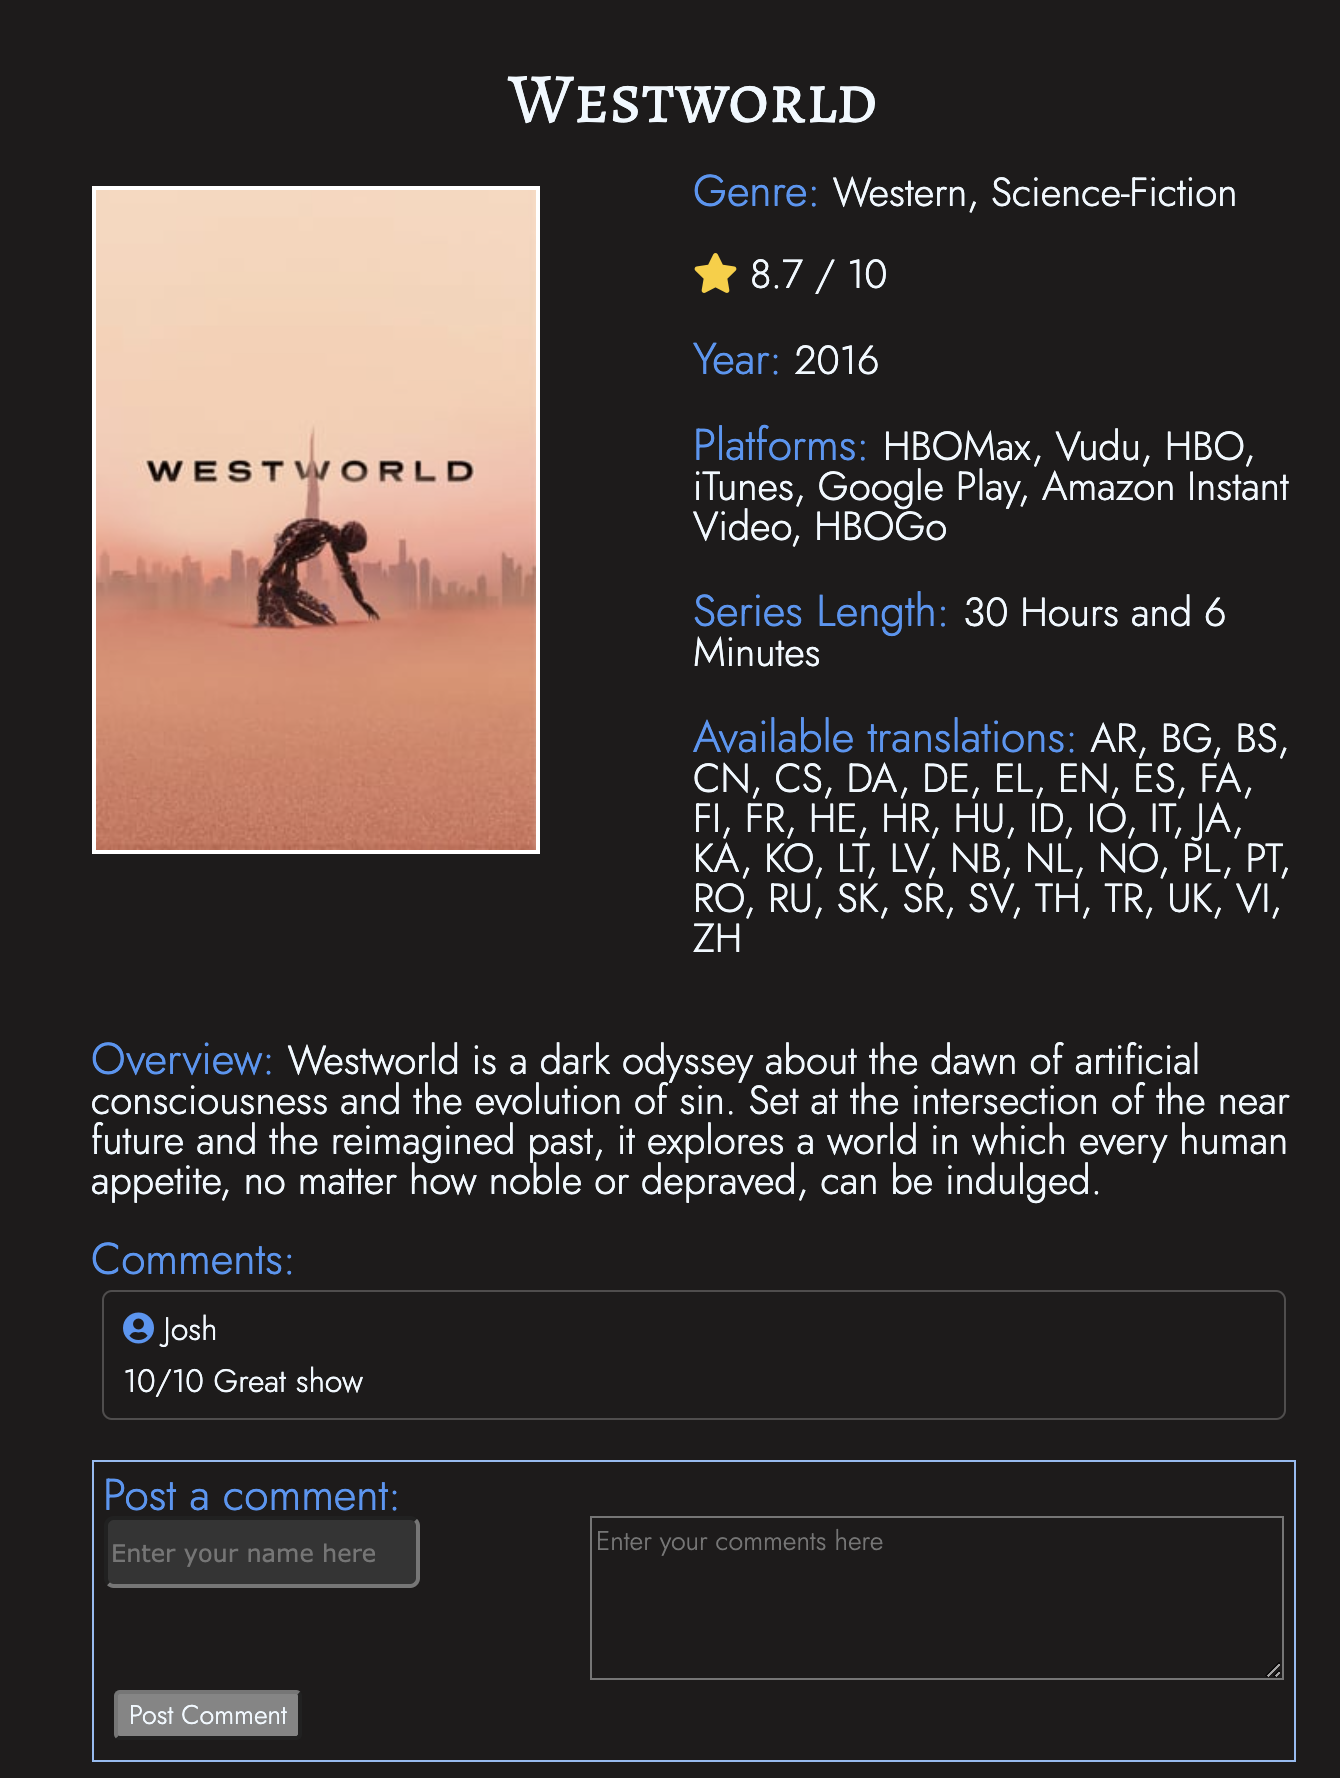 Westworld
WESTWORLD
Genre: Western, Science-Fiction
8.7 / 10
Year: 2016
Platforms: HBOMax, Vudu, HBO,
iTunes, Google Play, Amazon Instant
Video, HBOGo
Series Length: 30 Hours and 6
Minutes
Available translations: AR, BG, BS,
CN, CS, DA, DE, EL, EN, ES, FA,
FI, FR, HE, HR, HU, ID, IO, IT, JA,
KA, KO, LT, LV, NB, NL, NO, PL, PT,
RO, RU, SK, SR, SV, TH, TR, UK, VI,
ZH
Overview: Westworld is a dark odyssey about the dawn of artificial
consciousness and the evolution of sin. Set at the intersection of the near
future and the reimagined past, it explores a world in which every human
appetite, no matter how noble or depraved, can be indulged.
Comments:
Josh
10/10 Great show
Post a comment:
Enter your name here
Enter your comments here
Post Comment